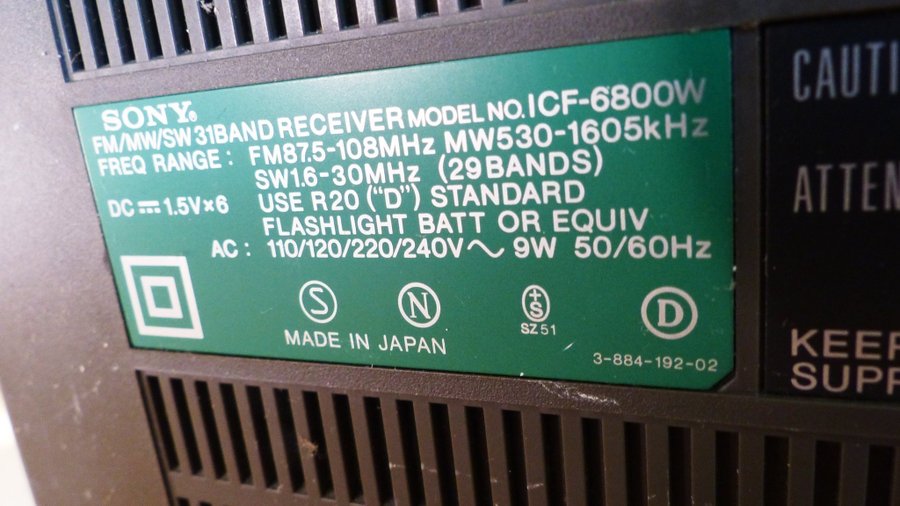 SONY®
FM/MW/SW 31BAND RECEIVER MODEL NO. ICF-6800W
FREQ RANGE : FM87.5-108MHz MW530-1605kHz
SW1.6-30MHz (29BANDS)
DC ⎓ 1.5V×6 USE R20 ("D") STANDARD
FLASHLIGHT BATT OR EQUIV
AC : 110/120/220/240V ～ 9W 50/60Hz
S N +S D
SZ51
MADE IN JAPAN
3-884-192-02
CAUTI
ATTEN
KEEP
SUPP